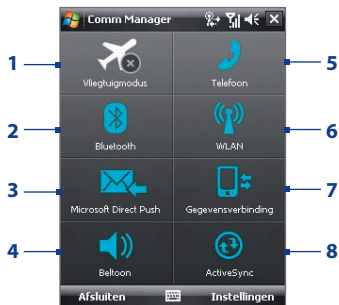 Comm Manager
1 Vliegtuigmodus
Telefoon 5
2 Bluetooth
WLAN 6
3 Microsoft Direct Push
Gegevensverbinding 7
4 Beltoon
ActiveSync 8
Afsluiten
Instellingen